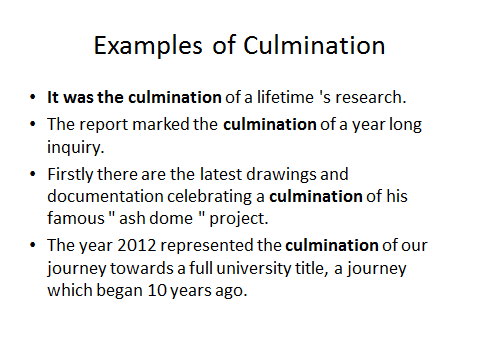 Examples of Culmination
• It was the culmination of a lifetime 's research.
• The report marked the culmination of a year long
inquiry.
• Firstly there are the latest drawings and
documentation celebrating a culmination of his
famous " ash dome " project.
• The year 2012 represented the culmination of our
journey towards a full university title, a journey
which began 10 years ago.